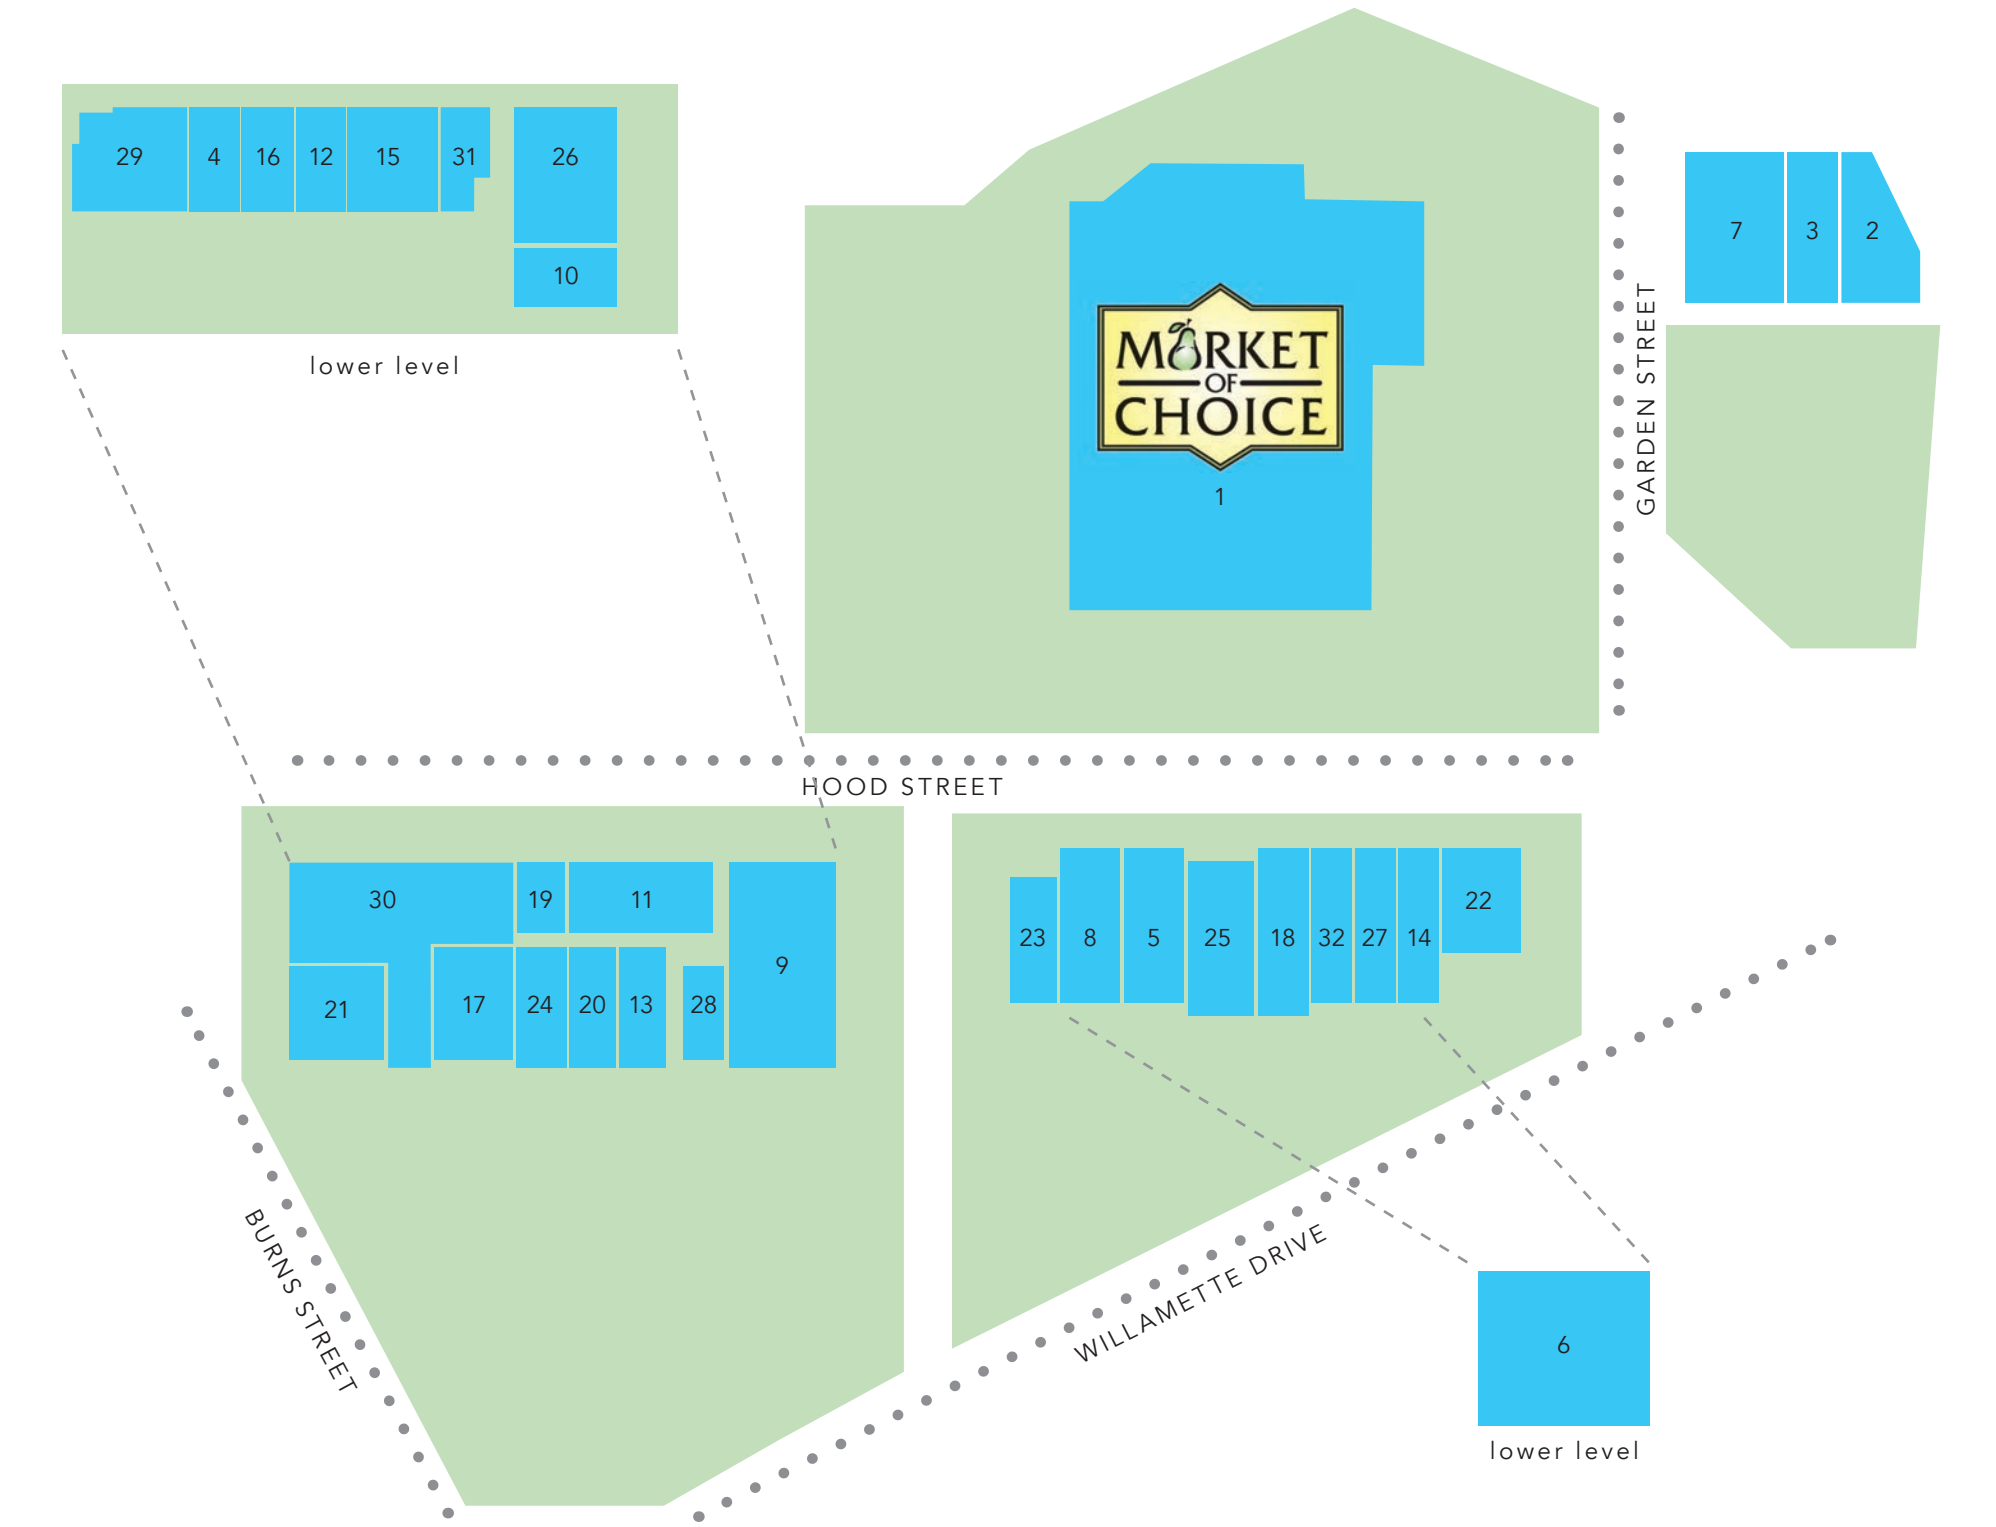 29 4 16 12 15 31 26
10
lower level
7 3 2
MARKET
OF
CHOICE
1
GARDEN STREET
HOOD STREET
30 19 11
9
21 17 24 20 13 28
22
23 8 5 25 18 32 27 14
BURNS STREET
WILLAMETTE DRIVE
6
lower level